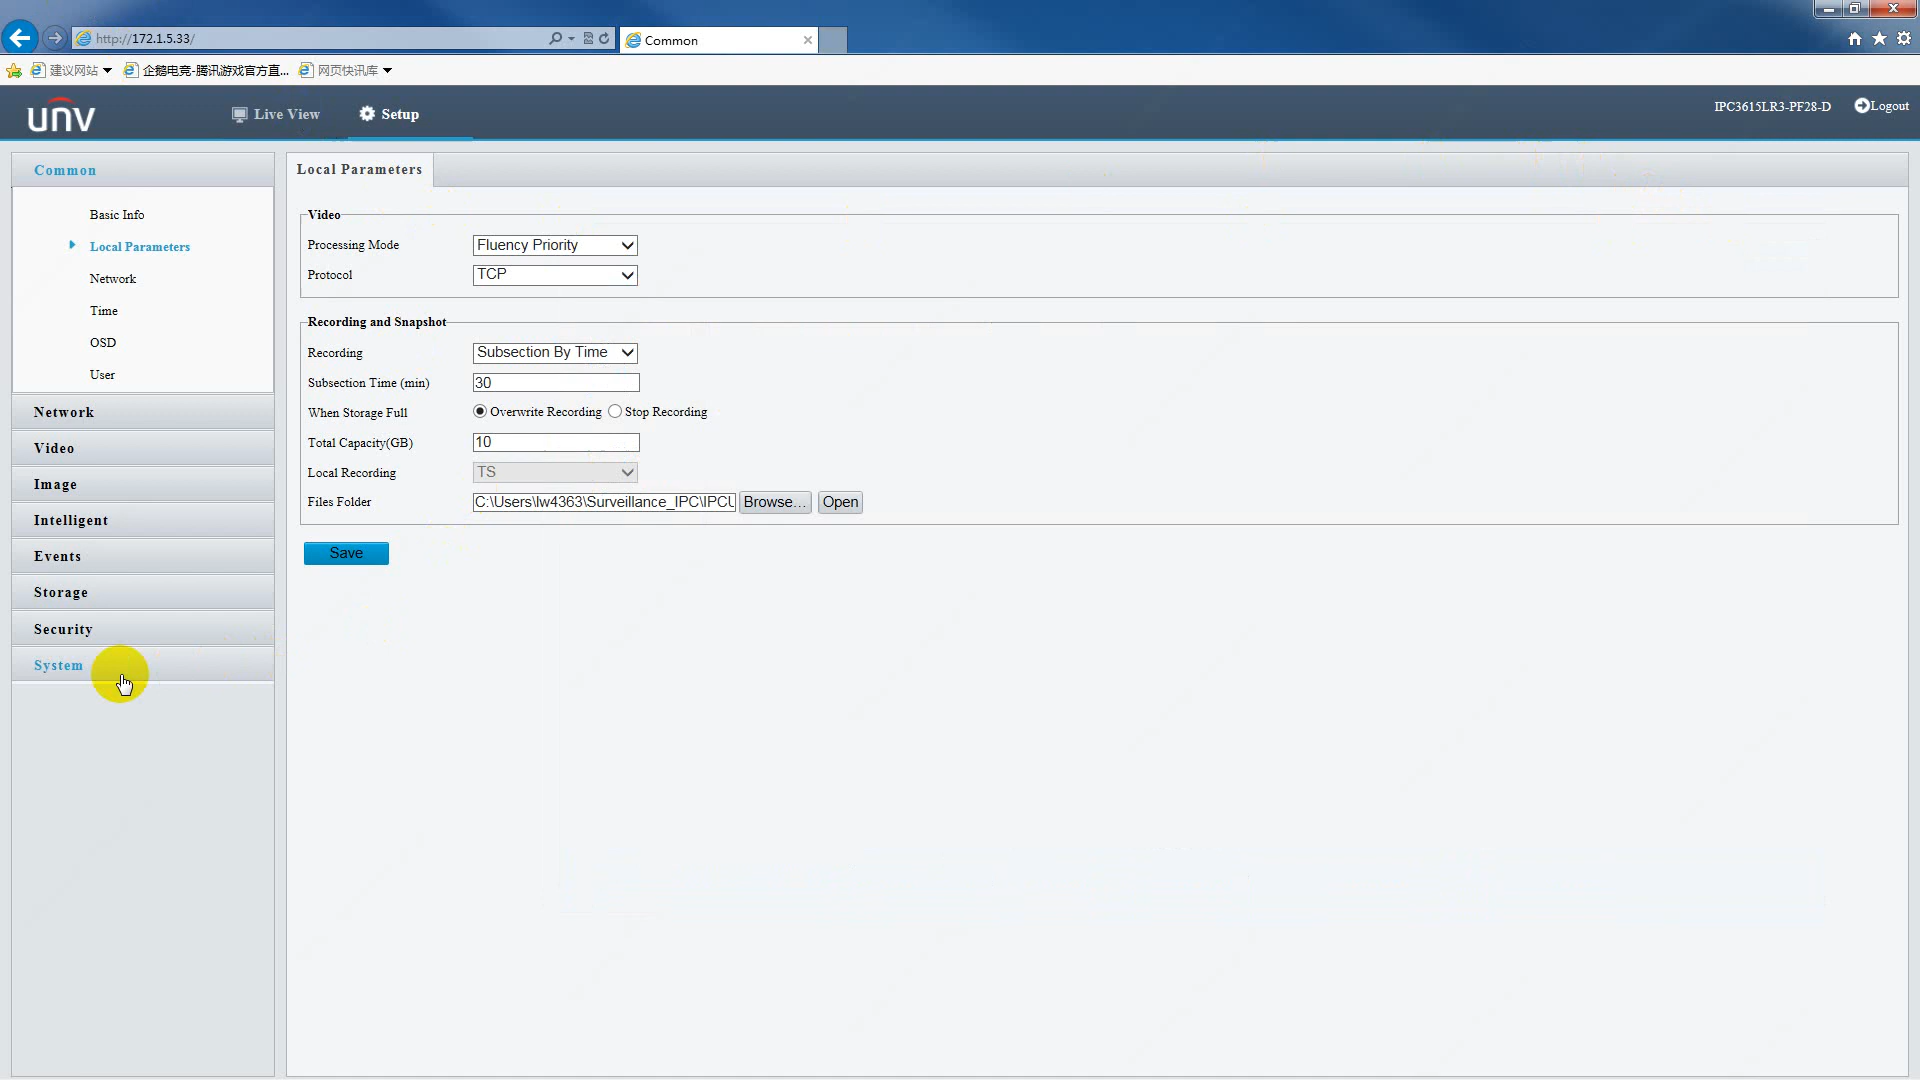 http://172.1.5.33/
Common
建议网站
企鹅电竞-腾讯游戏官方直...
网页快讯库
unv
Live View
Setup
IPC3615LR3-PF28-D
Logout
Common
Basic Info
Local Parameters
Network
Time
OSD
User
Network
Video
Image
Intelligent
Events
Storage
Security
System
Local Parameters
Video
Processing Mode Fluency Priority
Protocol TCP
Recording and Snapshot
Recording Subsection By Time
Subsection Time (min) 30
When Storage Full Overwrite Recording Stop Recording
Total Capacity(GB) 10
Local Recording TS
Files Folder C:\Users\lw4363\Surveillance_IPC\IPCU Browse... Open
Save